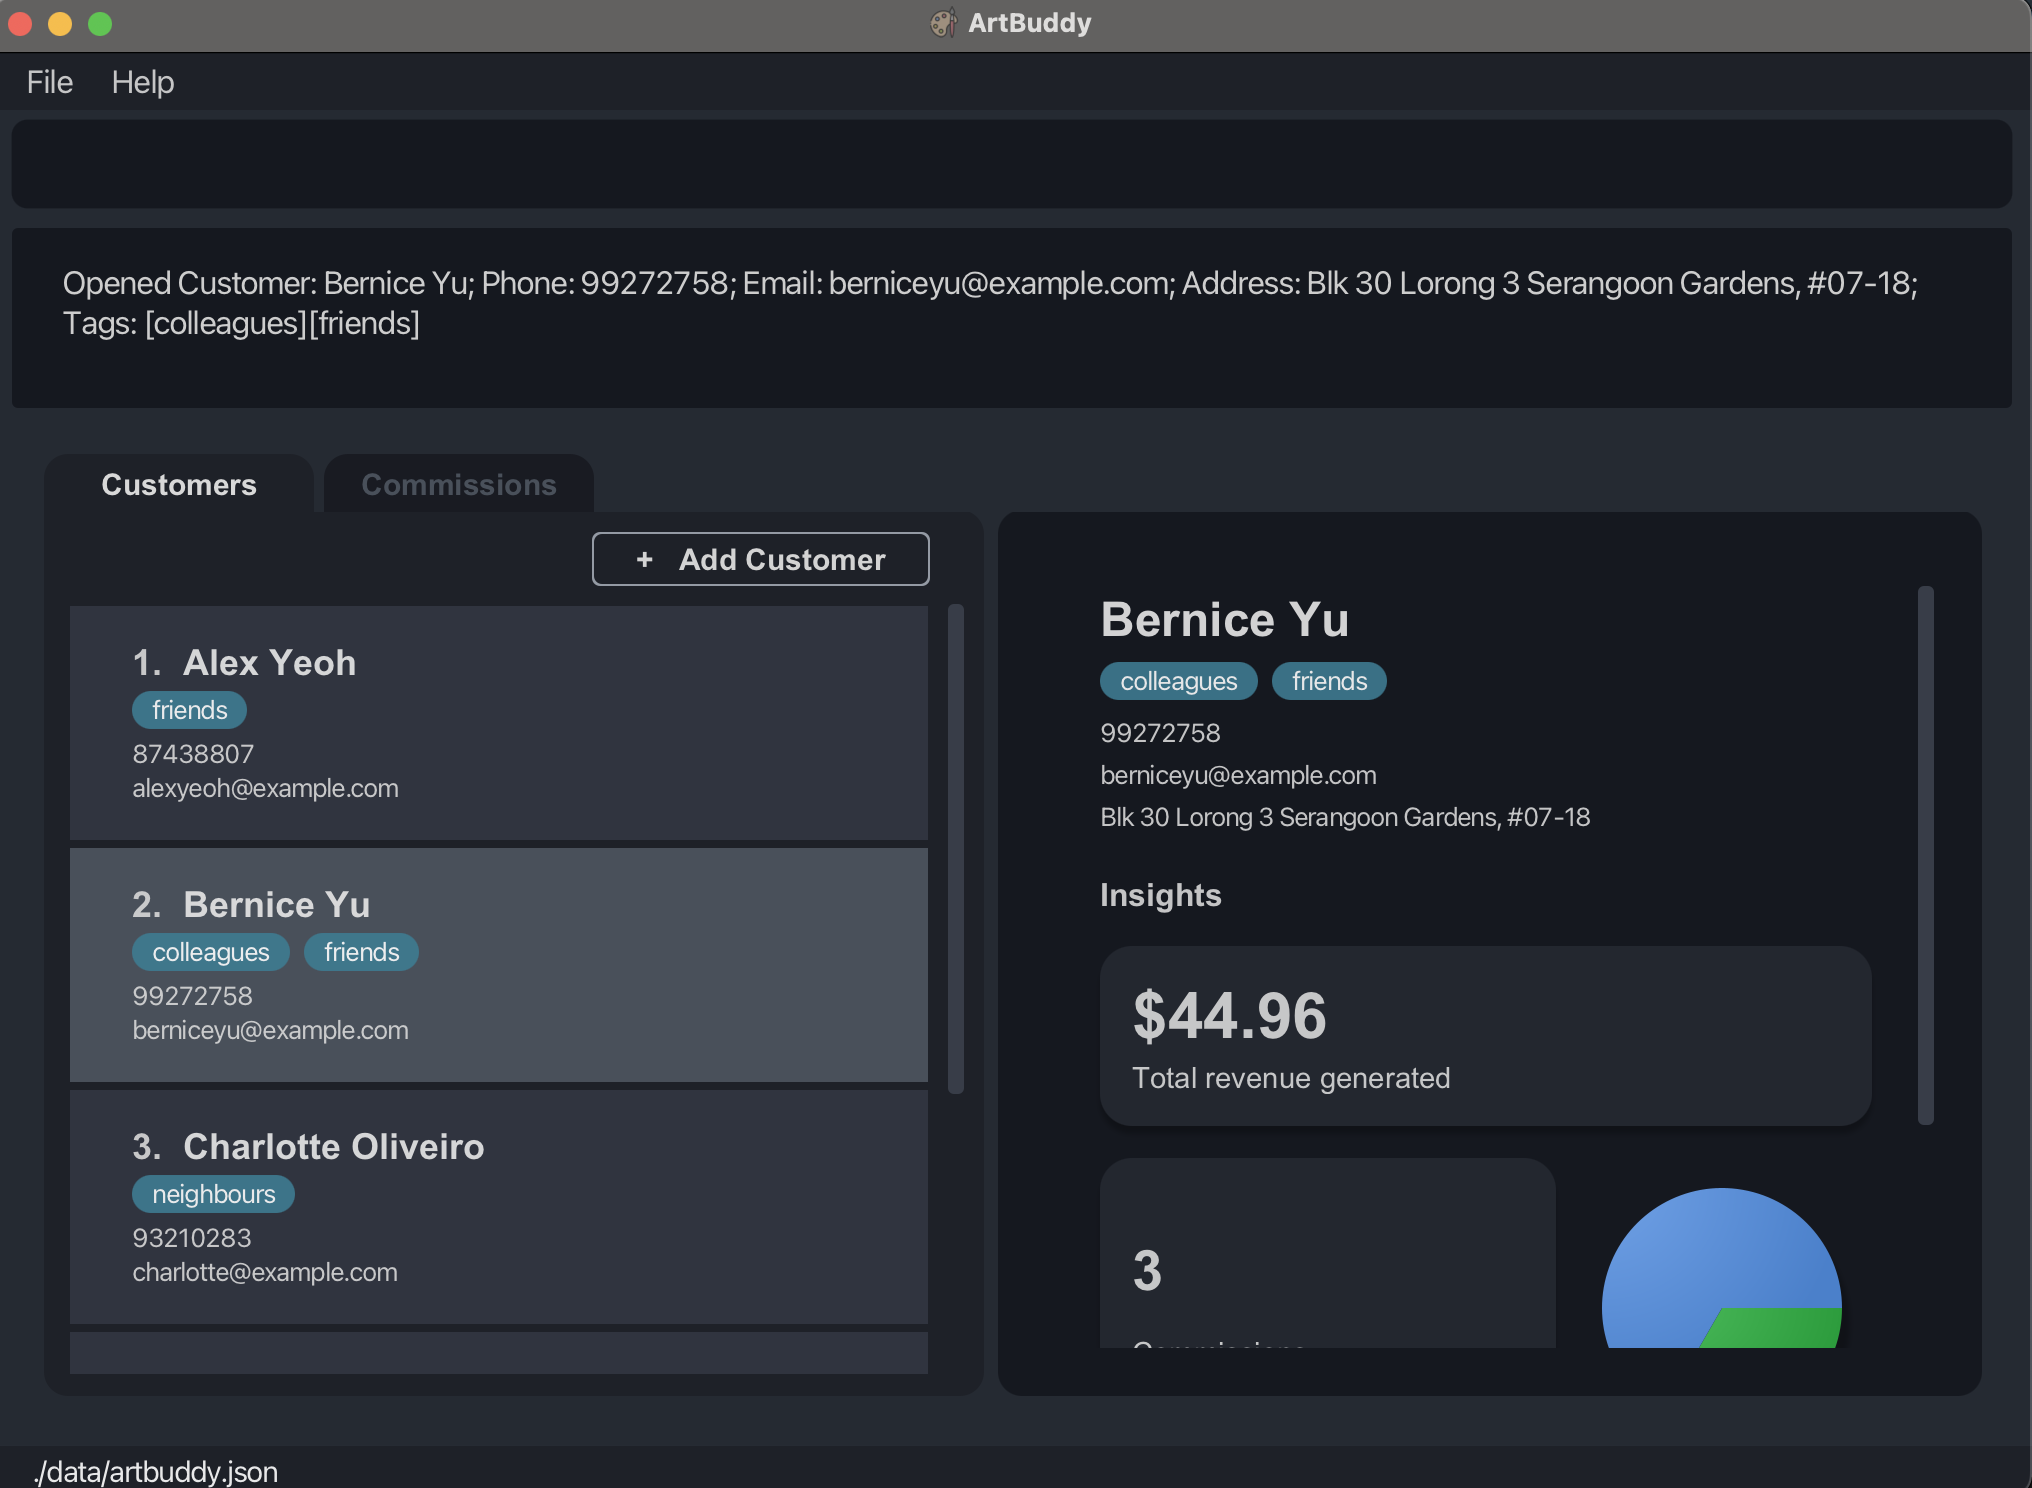 ArtBuddy
File Help
Opened Customer: Bernice Yu; Phone: 99272758; Email: berniceyu@example.com; Address: Blk 30 Lorong 3 Serangoon Gardens, #07-18;
Tags: [colleagues][friends]
Customers Commissions
+ Add Customer
1. Alex Yeoh
friends
87438807
alexyeoh@example.com
2. Bernice Yu
colleagues friends
99272758
berniceyu@example.com
3. Charlotte Oliveiro
neighbours
93210283
charlotte@example.com
Bernice Yu
colleagues friends
99272758
berniceyu@example.com
Blk 30 Lorong 3 Serangoon Gardens, #07-18
Insights
$44.96
Total revenue generated
3
./data/artbuddy.json